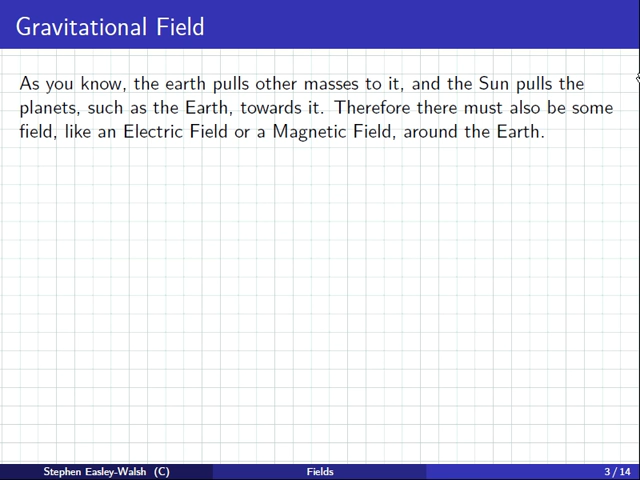 Gravitational Field
As you know, the earth pulls other masses to it, and the Sun pulls the
planets, such as the Earth, towards it. Therefore there must also be some
field, like an Electric Field or a Magnetic Field, around the Earth.
Stephen Easley-Walsh (C) Fields 3 / 14